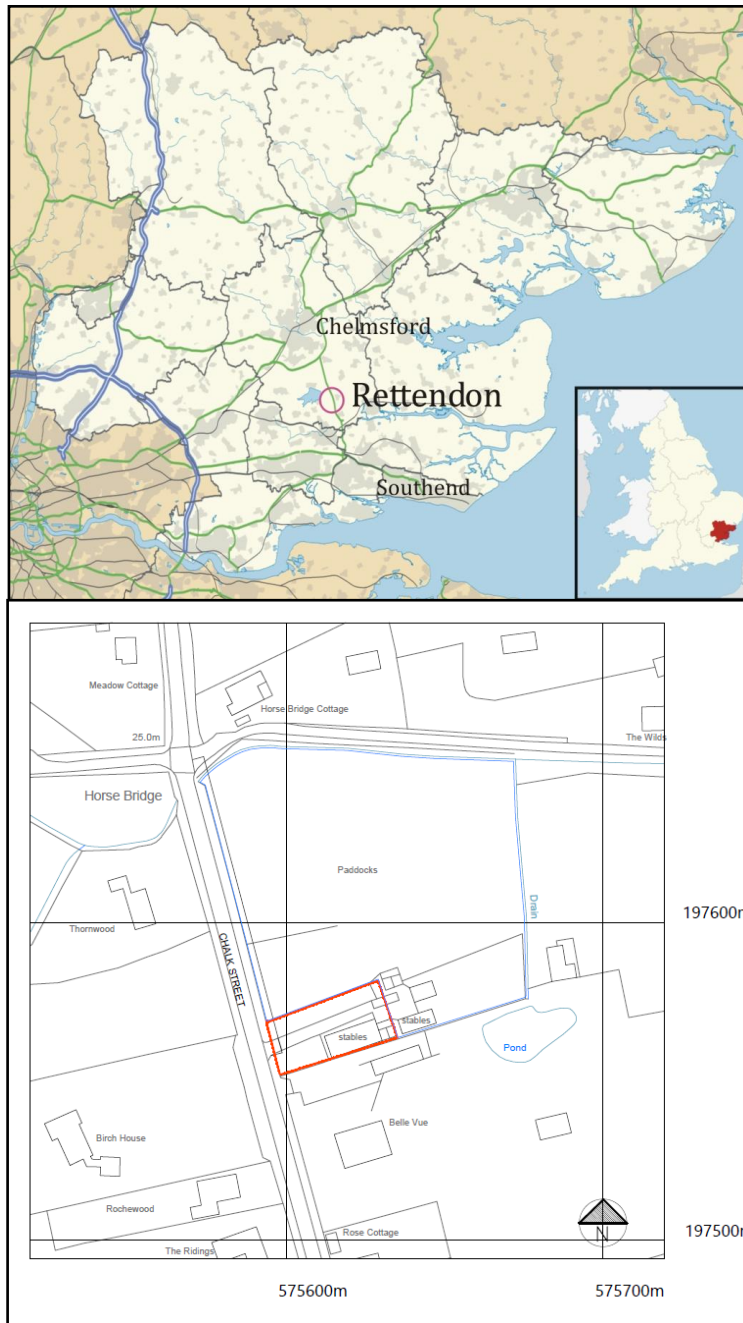 Chelmsford
Rettendon
Southend
Meadow Cottage
Horse Bridge Cottage
25.0m
The Wilds
Horse Bridge
Paddocks
Drain
Thornwood
197600m
CHALK STREET
stables
stables
Pond
Belle Vue
Birch House
Rochewood
Rose Cottage
N
197500m
The Ridings
575600m
575700m